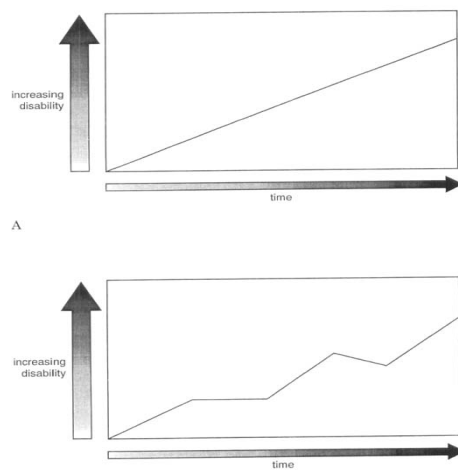 increasing
disability
time
A
increasing
disability
time